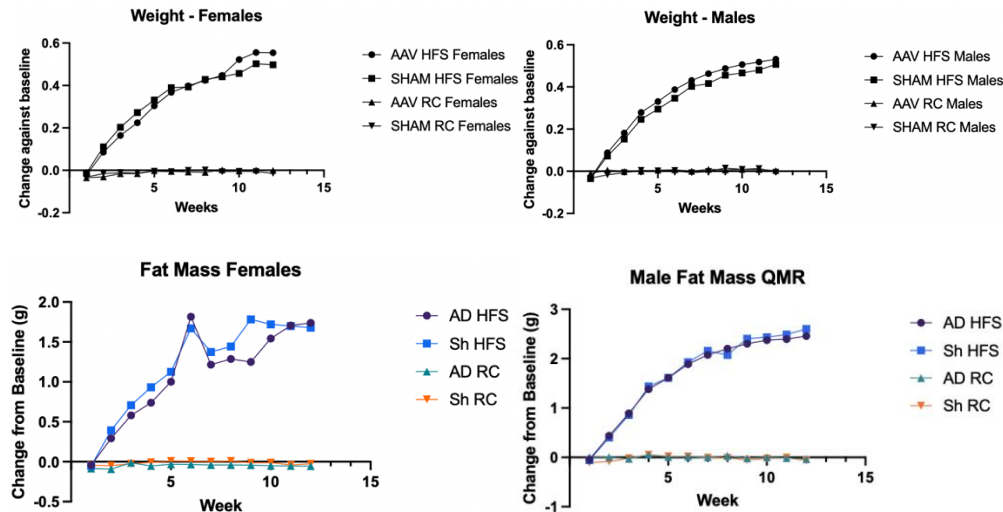 Weight - Females
Change against baseline
0.6
0.4
0.2
0.0
-0.2
5
10
15
Weeks
AAV HFS Females
SHAM HFS Females
AAV RC Females
SHAM RC Females
Weight - Males
Change against baseline
0.6
0.4
0.2
0.0
-0.2
5
10
15
Weeks
AAV HFS Males
SHAM HFS Males
AAV RC Males
SHAM RC Males
Fat Mass Females
Change from Baseline (g)
2.0
1.5
1.0
0.5
0.0
-0.5
5
10
15
Week
AD HFS
Sh HFS
AD RC
Sh RC
Male Fat Mass QMR
Change from Baseline (g)
3
2
1
0
-1
5
10
15
Week
AD HFS
Sh HFS
AD RC
Sh RC